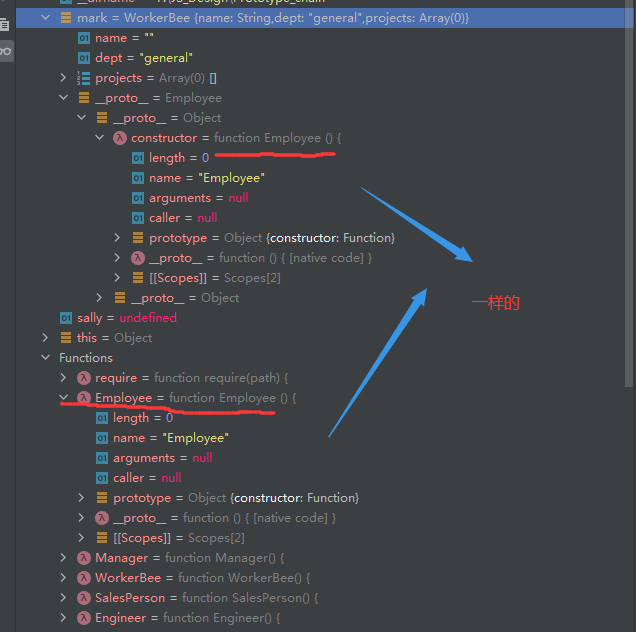 mark = WorkerBee {name: String,dept: "general",projects: Array(0)}
name = ""
dept = "general"
projects = Array(0) []
__proto__ = Employee
__proto__ = Object
constructor = function Employee () {
length = 0
name = "Employee"
arguments = null
caller = null
prototype = Object {constructor: Function}
__proto__ = function () { [native code] }
[[Scopes]] = Scopes[2]
__proto__ = Object
一样的
sally = undefined
this = Object
Functions
require = function require(path) {
Employee = function Employee () {
length = 0
name = "Employee"
arguments = null
caller = null
prototype = Object {constructor: Function}
__proto__ = function () { [native code] }
[[Scopes]] = Scopes[2]
Manager = function Manager() {
WorkerBee = function WorkerBee() {
SalesPerson = function SalesPerson() {
Engineer = function Engineer() {